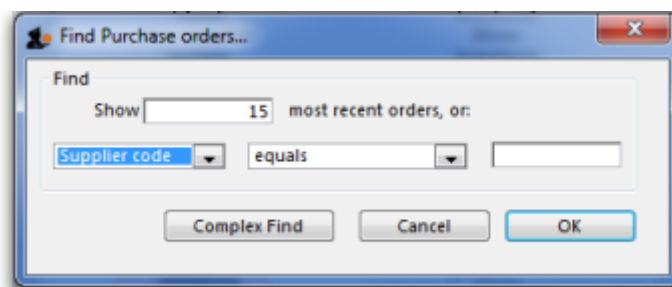 Find Purchase orders...
Find
Show 15 most recent orders, or:
Supplier code equals
Complex Find Cancel OK